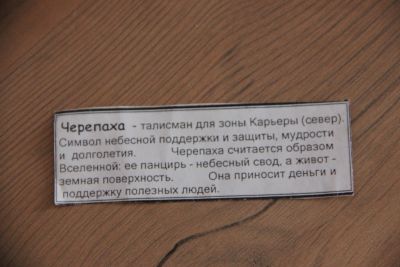 Черепаха - талисман для зоны Карьеры (север).
Символ небесной поддержки и защиты, мудрости
и долголетия. Черепаха считается образом
Вселенной: ее панцирь - небесный свод, а живот -
земная поверхность. Она приносит деньги и
поддержку полезных людей.